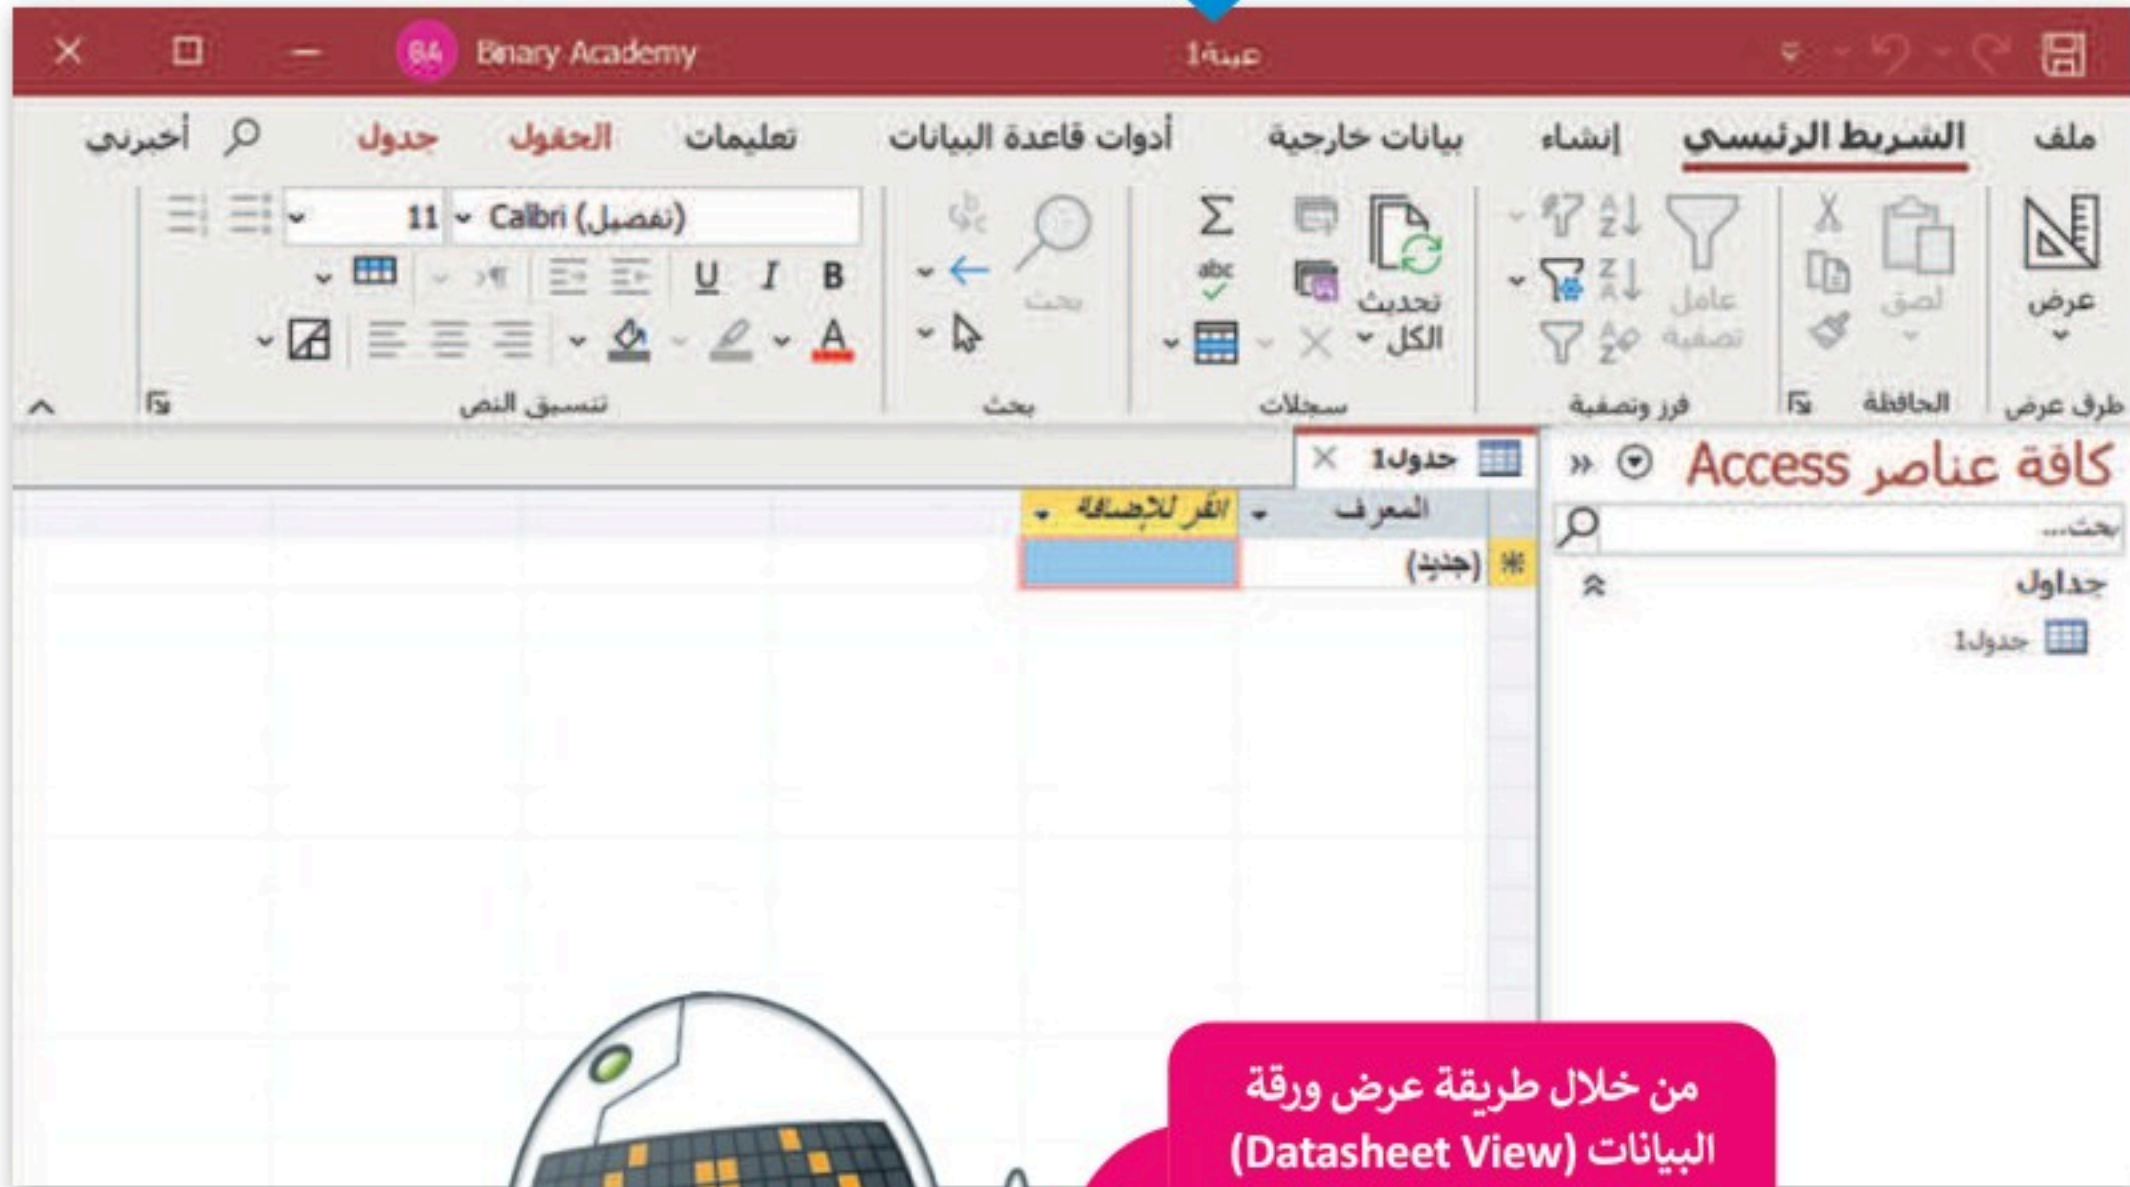 عينة1
Binary Academy
BA
ملف
الشريط الرئيسي
إنشاء
بيانات خارجية
أدوات قاعدة البيانات
تعليمات
الحقول
جدول
أخبرني
عرض
لصق
عامل
تصفية
تحديث
الكل
abc
بحث
Calibri (تفصيل)
11
B I U
A
طرق عرض
الحافظة
فرز وتصفية
سجلات
بحث
تنسيق النص
كافة عناصر Access
بحث...
جداول
جدول1
جدول1
المعرف
انقر للإضافة
(جديد)
من خلال طريقة عرض ورقة
البيانات (Datasheet View)